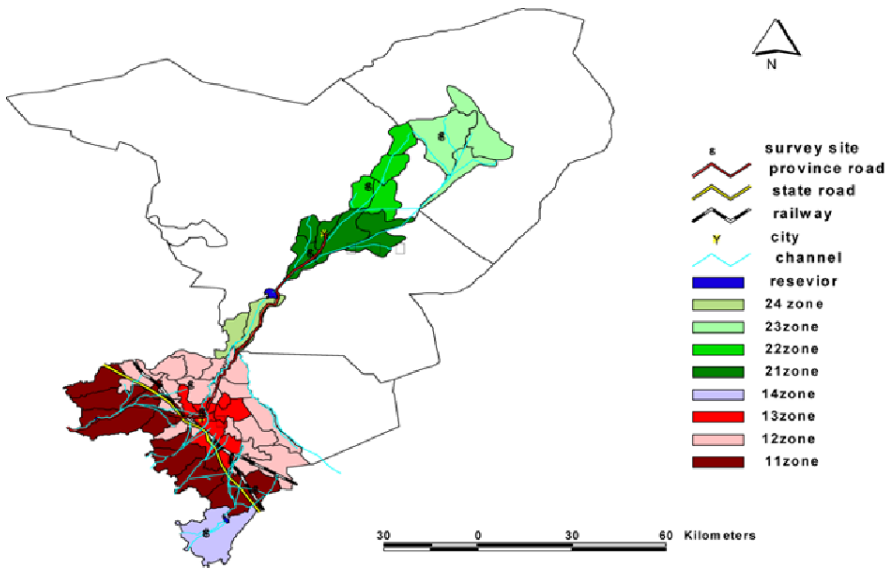 N
survey site
province road
state road
railway
city
channel
resevior
24 zone
23zone
22zone
21zone
14zone
13zone
12zone
11zone
30 0 30 60 Kilometers